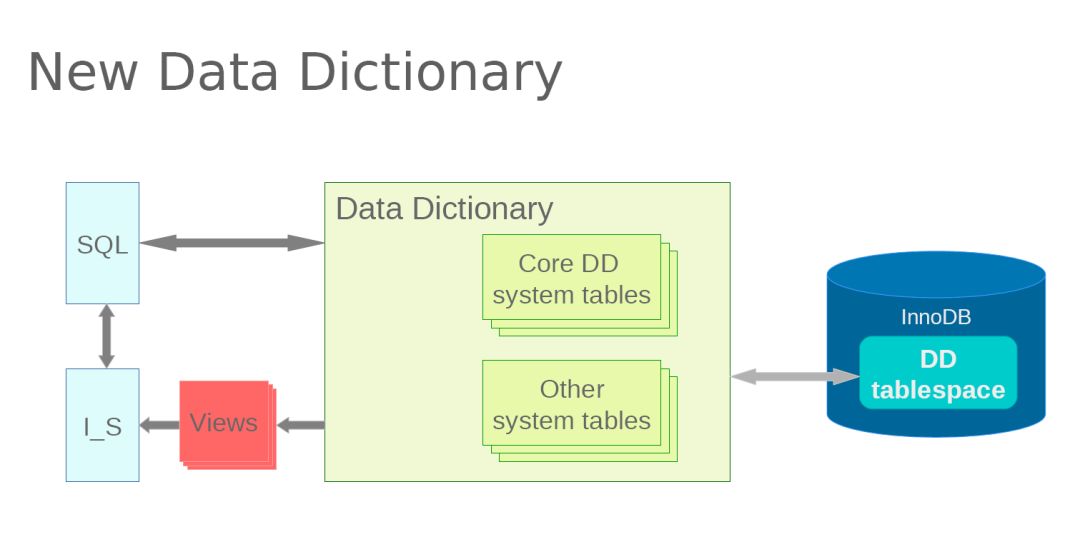 New Data Dictionary
SQL
Data Dictionary
Core DD
system tables
InnoDB
DD
tablespace
Other
system tables
I_S
Views